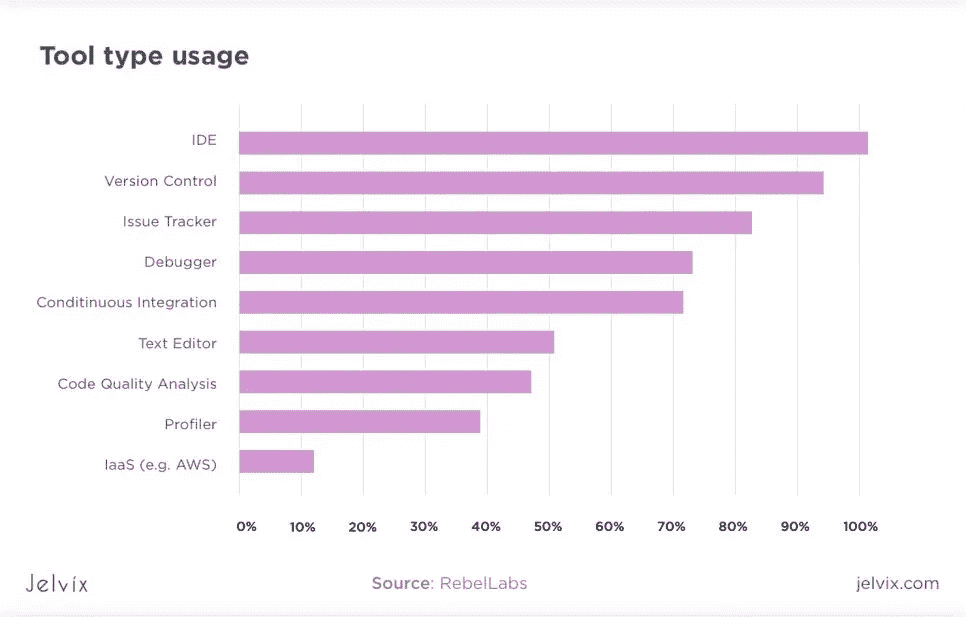 Tool type usage
IDE
Version Control
Issue Tracker
Debugger
Conditinuous Integration
Text Editor
Code Quality Analysis
Profiler
IaaS (e.g. AWS)
0% 10% 20% 30% 40% 50% 60% 70% 80% 90% 100%
Jelvix Source: RebelLabs jelvix.com